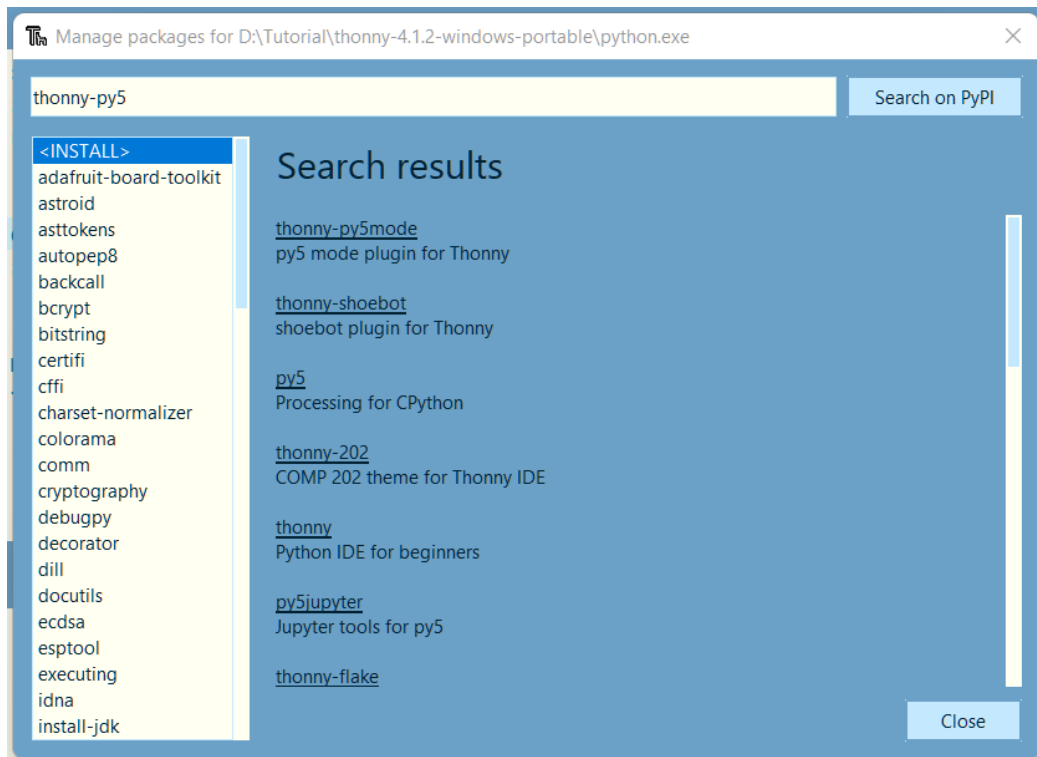 Th Manage packages for D:\Tutorial\thonny-4.1.2-windows-portable\python.exe
thonny-py5
Search on PyPI
<INSTALL>
adafruit-board-toolkit
astroid
asttokens
autopep8
backcall
bcrypt
bitstring
certifi
cffi
charset-normalizer
colorama
comm
cryptography
debugpy
decorator
dill
docutils
ecdsa
esptool
executing
idna
install-jdk
Search results
thonny-py5mode
py5 mode plugin for Thonny
thonny-shoebot
shoebot plugin for Thonny
py5
Processing for CPython
thonny-202
COMP 202 theme for Thonny IDE
thonny
Python IDE for beginners
py5jupyter
Jupyter tools for py5
thonny-flake
Close